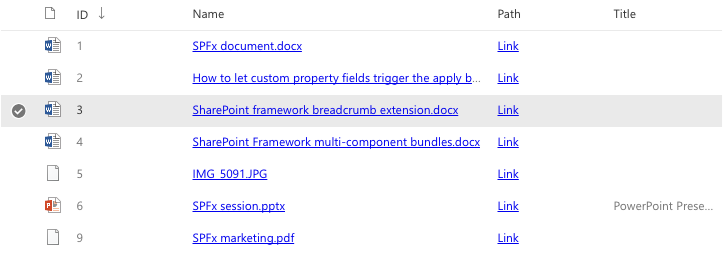 ID ↓ Name Path Title
1 SPFx document.docx Link
2 How to let custom property fields trigger the apply b... Link
3 SharePoint framework breadcrumb extension.docx Link
4 SharePoint Framework multi-component bundles.docx Link
5 IMG_5091.JPG Link
6 SPFx session.pptx Link PowerPoint Prese...
9 SPFx marketing.pdf Link